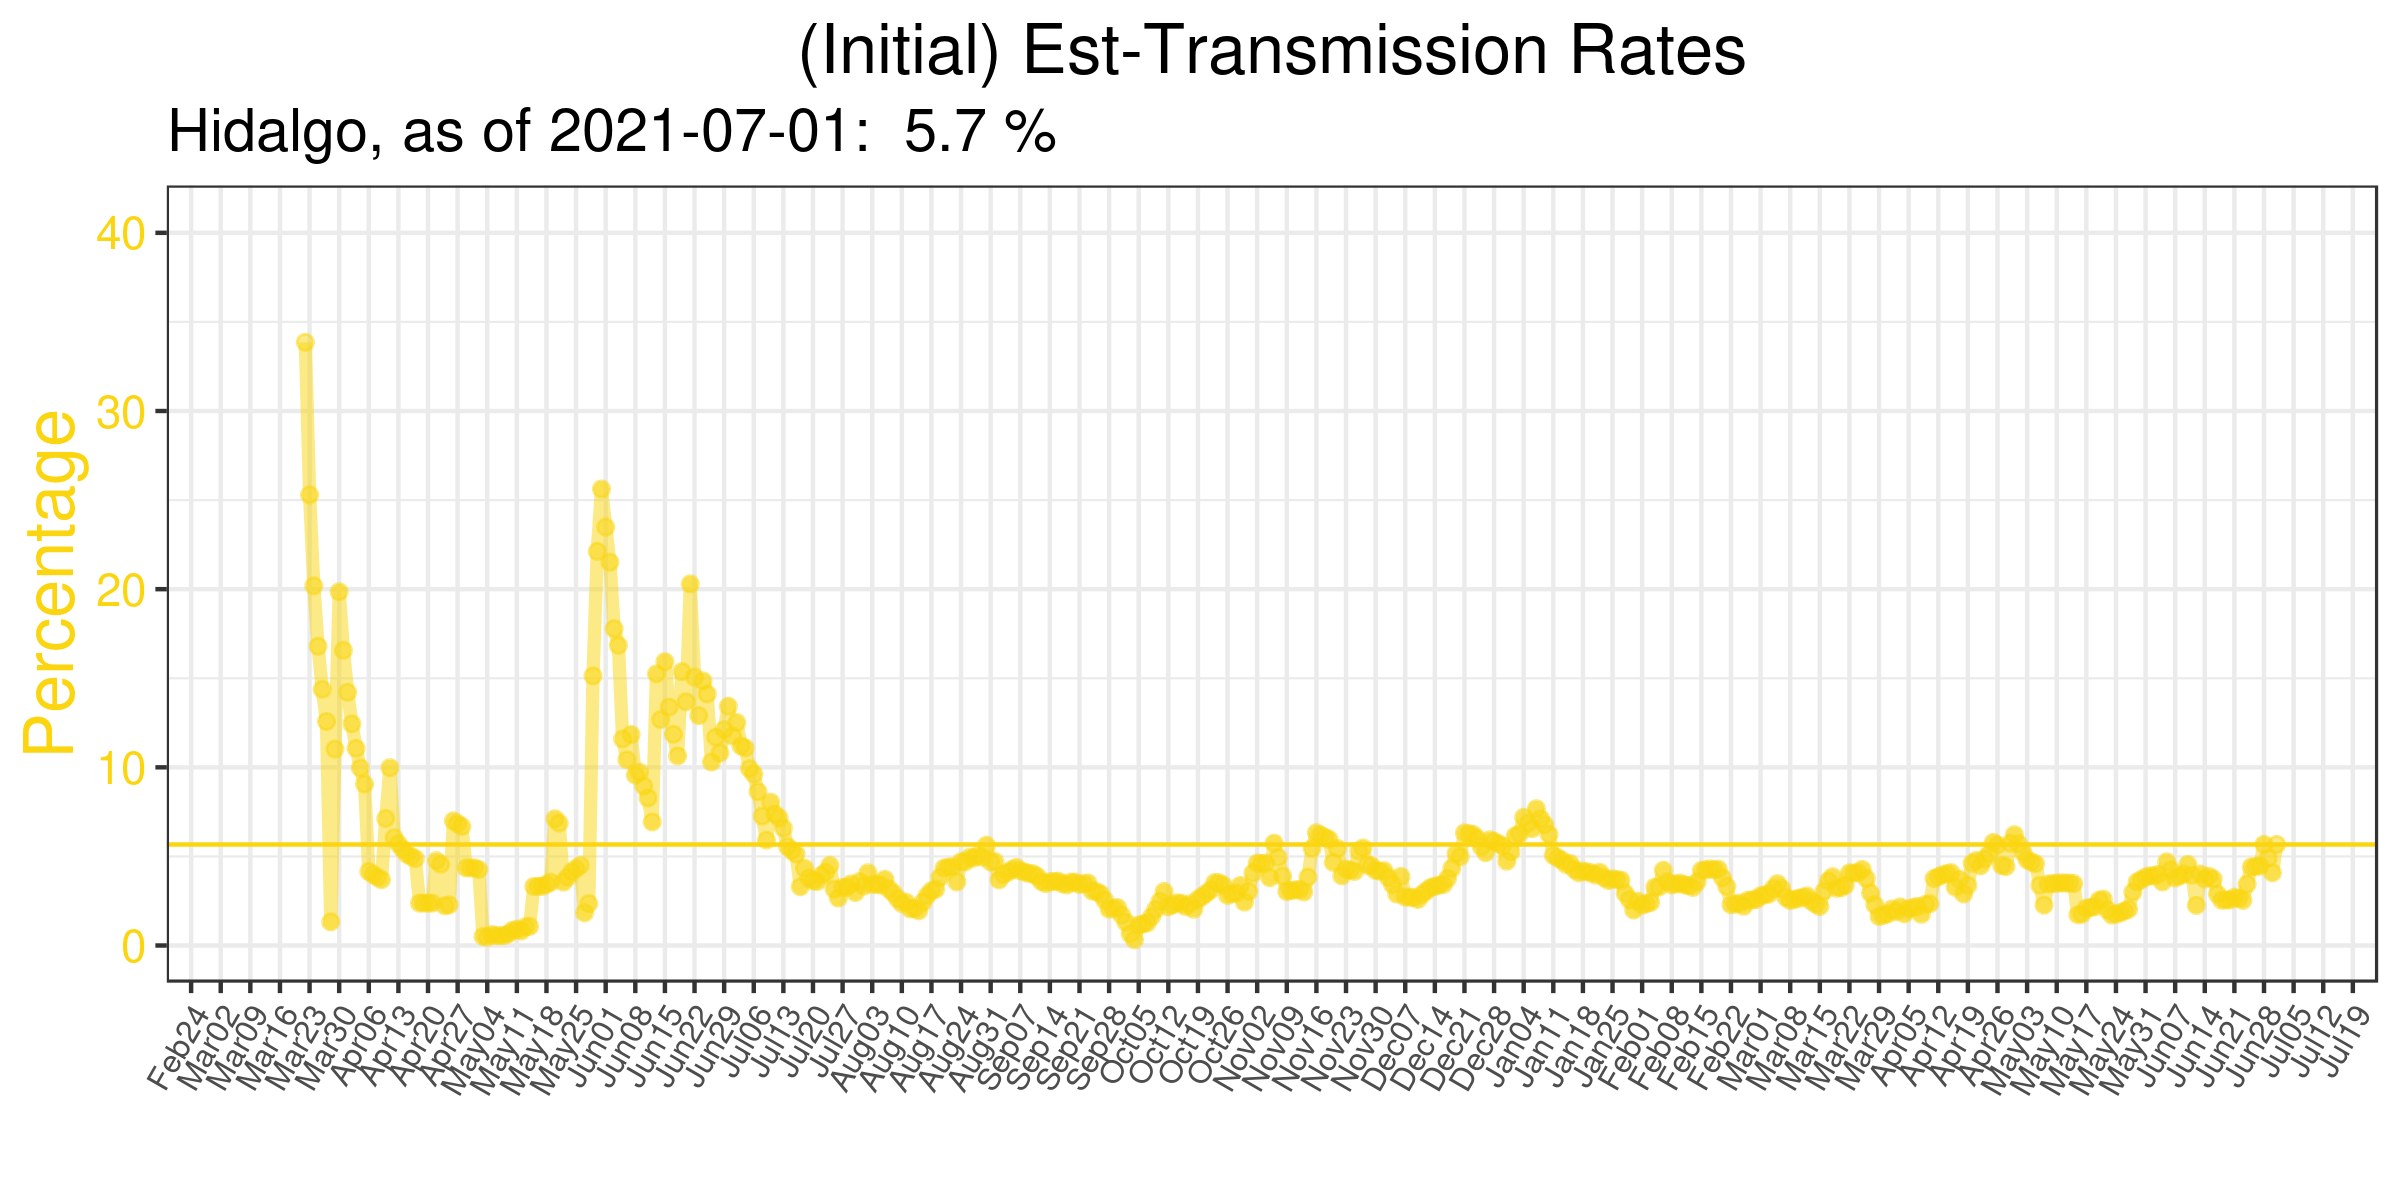 (Initial) Est-Transmission Rates
Hidalgo, as of 2021-07-01:  5.7 %
Percentage
40
30
20
10
0
Feb24 Mar02 Mar09 Mar16 Mar23 Mar30 Apr06 Apr13 Apr20 Apr27 May04 May11 May18 May25 Jun01 Jun08 Jun15 Jun22 Jun29 Jul06 Jul13 Jul20 Jul27 Aug03 Aug10 Aug17 Aug24 Aug31 Sep07 Sep14 Sep21 Sep28 Oct05 Oct12 Oct19 Oct26 Nov02 Nov09 Nov16 Nov23 Nov30 Dec07 Dec14 Dec21 Dec28 Jan04 Jan11 Jan18 Jan25 Feb01 Feb08 Feb15 Feb22 Mar01 Mar08 Mar15 Mar22 Mar29 Apr05 Apr12 Apr19 Apr26 May03 May10 May17 May24 May31 Jun07 Jun14 Jun21 Jun28 Jul05 Jul12 Jul19